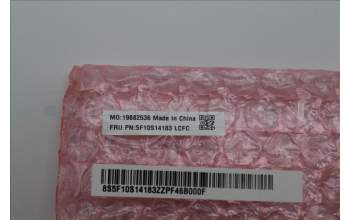 MO:19882536 Made in China
FRU PN:5F10S14183 LCFC
8S5F10S14183ZZPF46B000F